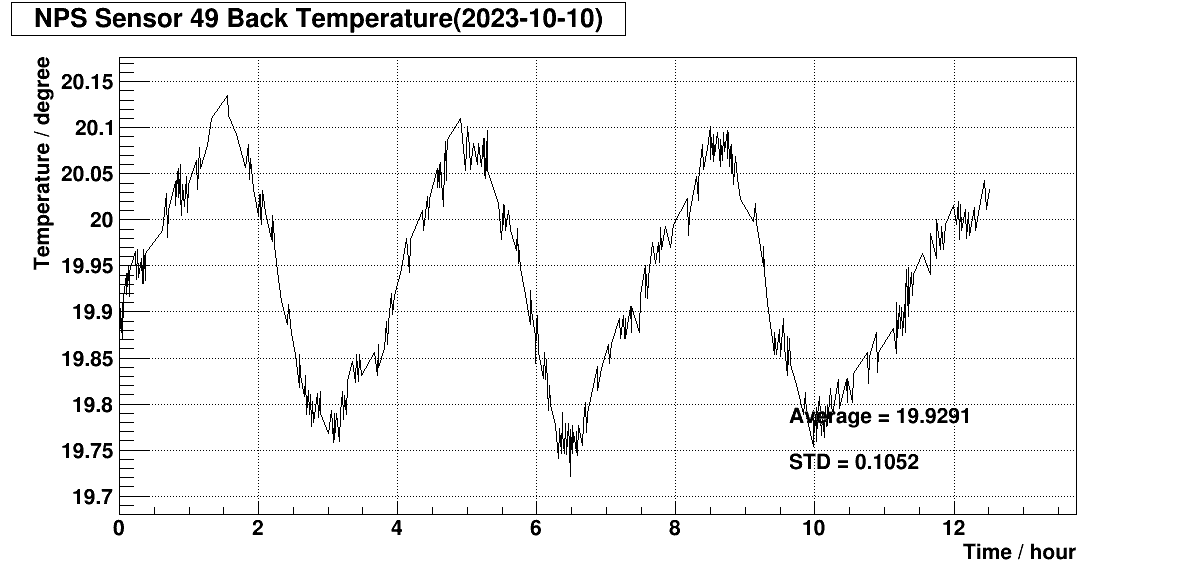 NPS Sensor 49 Back Temperature(2023-10-10)
Temperature / degree
20.15
20.1
20.05
20
19.95
19.9
19.85
19.8
19.75
19.7
Average = 19.9291
STD = 0.1052
0 2 4 6 8 10 12
Time / hour